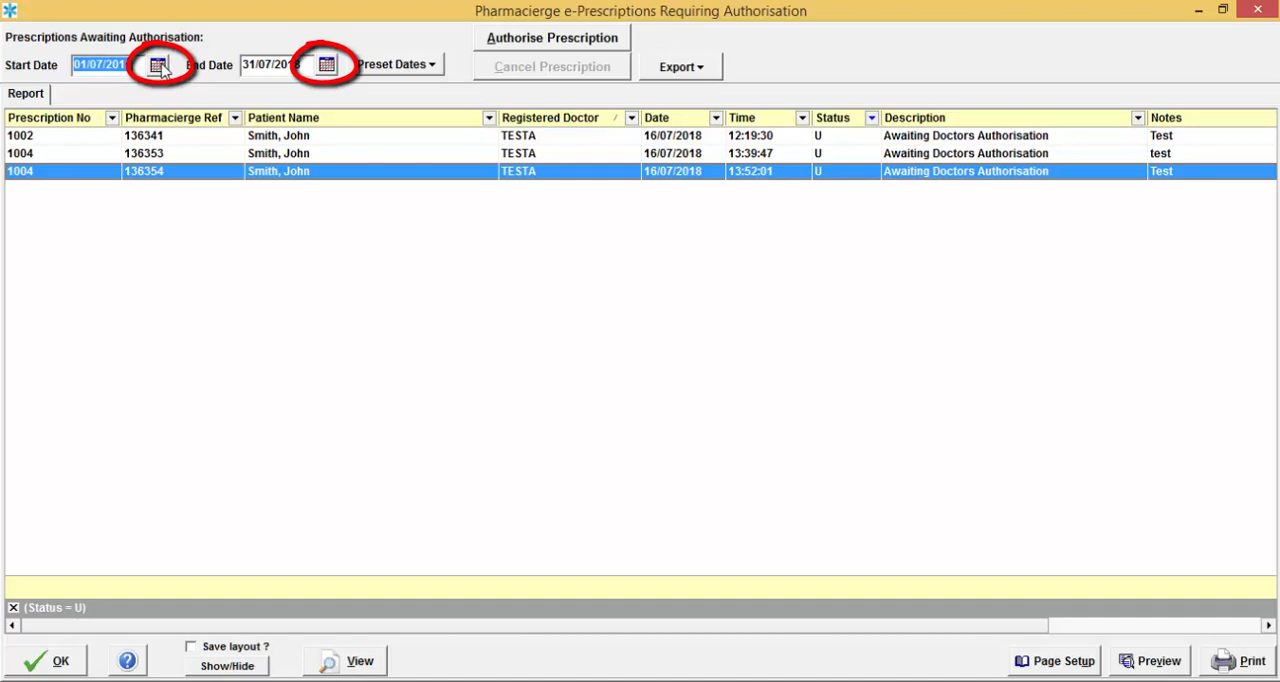 Pharmacierge e-Prescriptions Requiring Authorisation
Prescriptions Awaiting Authorisation:
Authorise Prescription
Start Date 01/07/201 End Date 31/07/2018 Preset Dates
Cancel Prescription Export
Report
Prescription No Pharmacierge Ref Patient Name Registered Doctor Date Time Status Description Notes
1002 136341 Smith, John TESTA 16/07/2018 12:19:30 U Awaiting Doctors Authorisation Test
1004 136353 Smith, John TESTA 16/07/2018 13:39:47 U Awaiting Doctors Authorisation test
1004 136354 Smith, John TESTA 16/07/2018 13:52:01 U Awaiting Doctors Authorisation Test
(Status = U)
Save layout ?
OK Show/Hide View Page Setup Preview Print